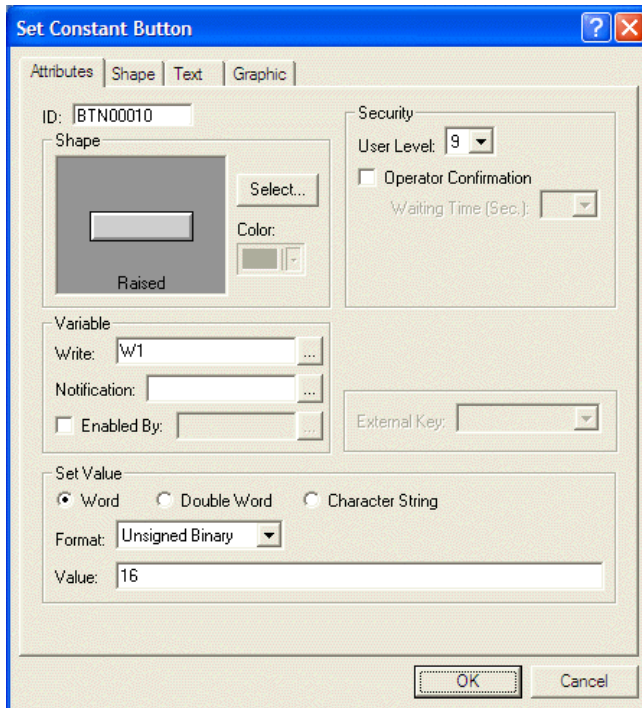 Set Constant Button
Attributes Shape Text Graphic
ID: BTN00010
Shape
Select...
Color:
Raised
Security
User Level: 9
Operator Confirmation
Waiting Time (Sec.):
Variable
Write: W1 ...
Notification: ...
Enabled By: ...
External Key:
Set Value
Word Double Word Character String
Format: Unsigned Binary
Value: 16
OK Cancel